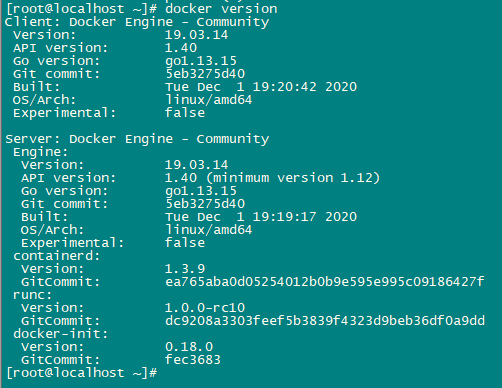 [root@localhost ~]# docker version
Client: Docker Engine - Community
Version: 19.03.14
API version: 1.40
Go version: go1.13.15
Git commit: 5eb3275d40
Built: Tue Dec 1 19:20:42 2020
OS/Arch: linux/amd64
Experimental: false
Server: Docker Engine - Community
Engine:
Version: 19.03.14
API version: 1.40 (minimum version 1.12)
Go version: go1.13.15
Git commit: 5eb3275d40
Built: Tue Dec 1 19:19:17 2020
OS/Arch: linux/amd64
Experimental: false
containerd:
Version: 1.3.9
GitCommit: ea765aba0d05254012b0b9e595e995c09186427f
runc:
Version: 1.0.0-rc10
GitCommit: dc9208a3303feef5b3839f4323d9beb36df0a9dd
docker-init:
Version: 0.18.0
GitCommit: fec3683
[root@localhost ~]#